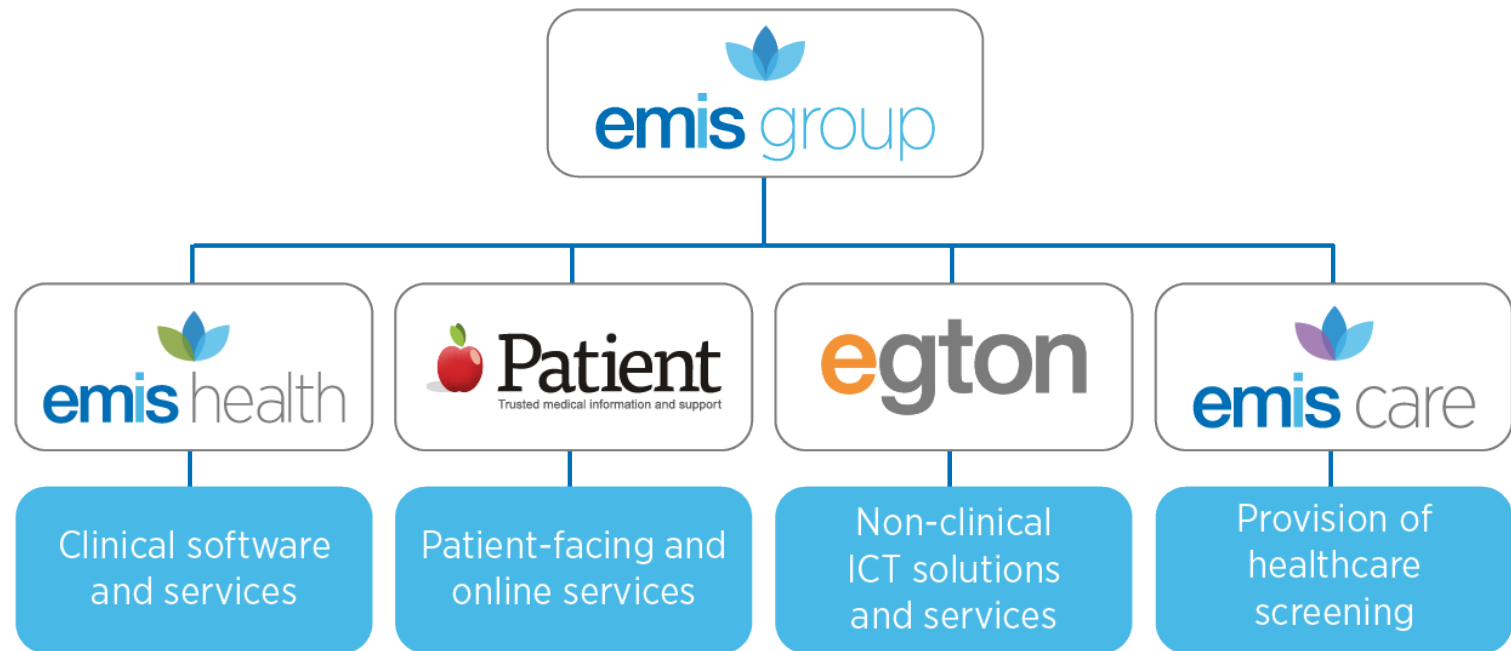 emis group
emis health
Patient
Trusted medical information and support
egton
emis care
Clinical software
and services
Patient-facing and
online services
Non-clinical
ICT solutions
and services
Provision of
healthcare
screening